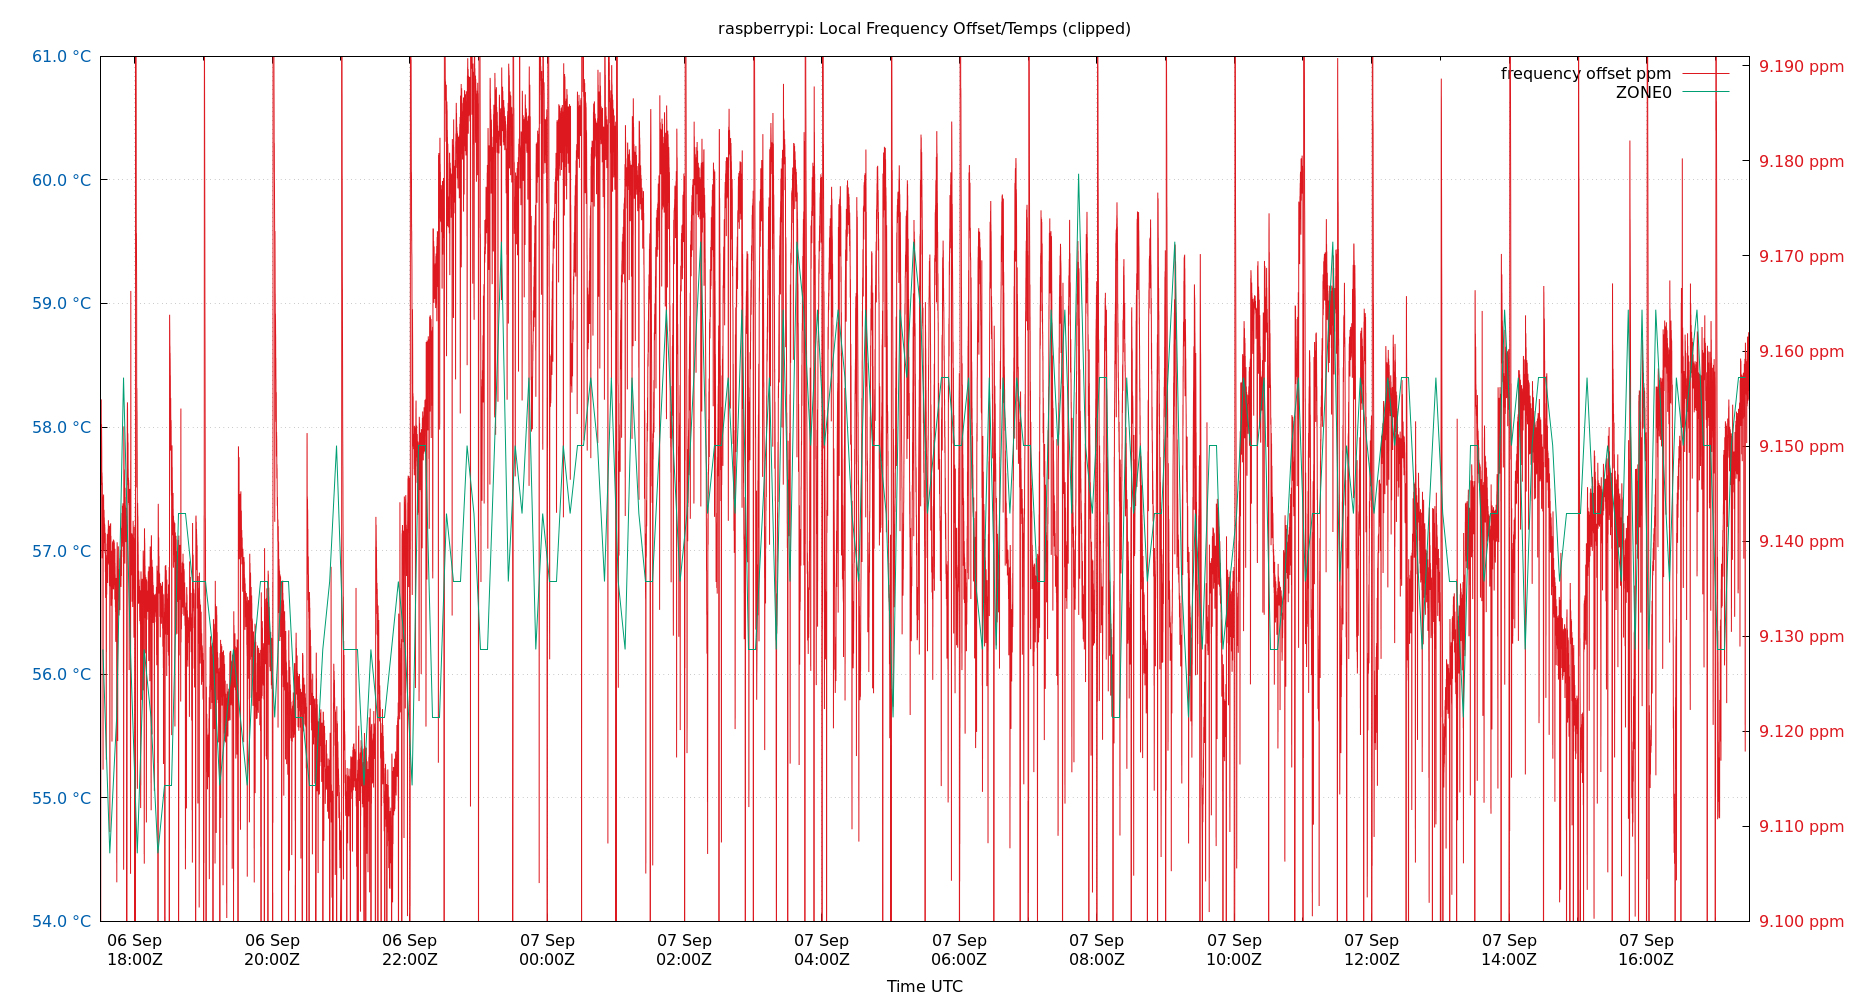 raspberrypi: Local Frequency Offset/Temps (clipped)
61.0 °C
60.0 °C
59.0 °C
58.0 °C
57.0 °C
56.0 °C
55.0 °C
54.0 °C
frequency offset ppm
ZONE0
9.190 ppm
9.180 ppm
9.170 ppm
9.160 ppm
9.150 ppm
9.140 ppm
9.130 ppm
9.120 ppm
9.110 ppm
9.100 ppm
06 Sep 06 Sep 06 Sep 07 Sep 07 Sep 07 Sep 07 Sep 07 Sep 07 Sep 07 Sep 07 Sep 07 Sep
18:00Z 20:00Z 22:00Z 00:00Z 02:00Z 04:00Z 06:00Z 08:00Z 10:00Z 12:00Z 14:00Z 16:00Z
Time UTC